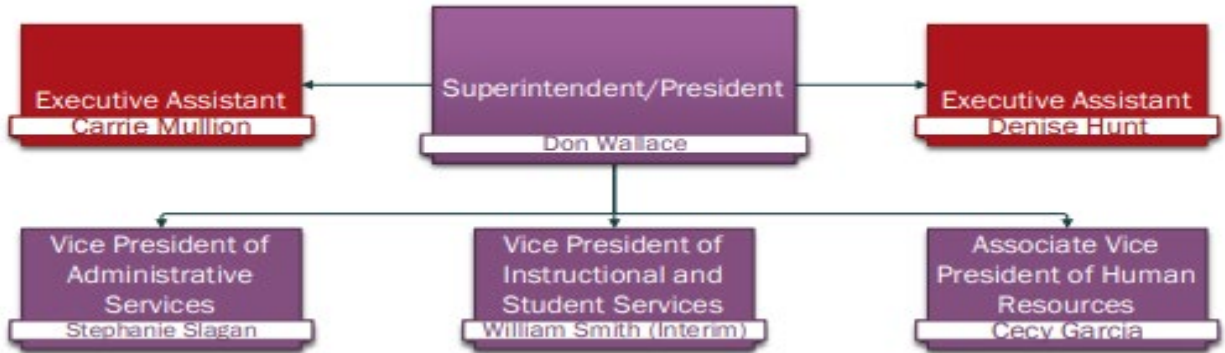 Superintendent/President
Don Wallace
Executive Assistant
Carrie Mullion
Executive Assistant
Denise Hunt
Vice President of
Administrative
Services
Stephanie Slagan
Vice President of
Instructional and
Student Services
William Smith (Interim)
Associate Vice
President of Human
Resources
Cecy Garcia